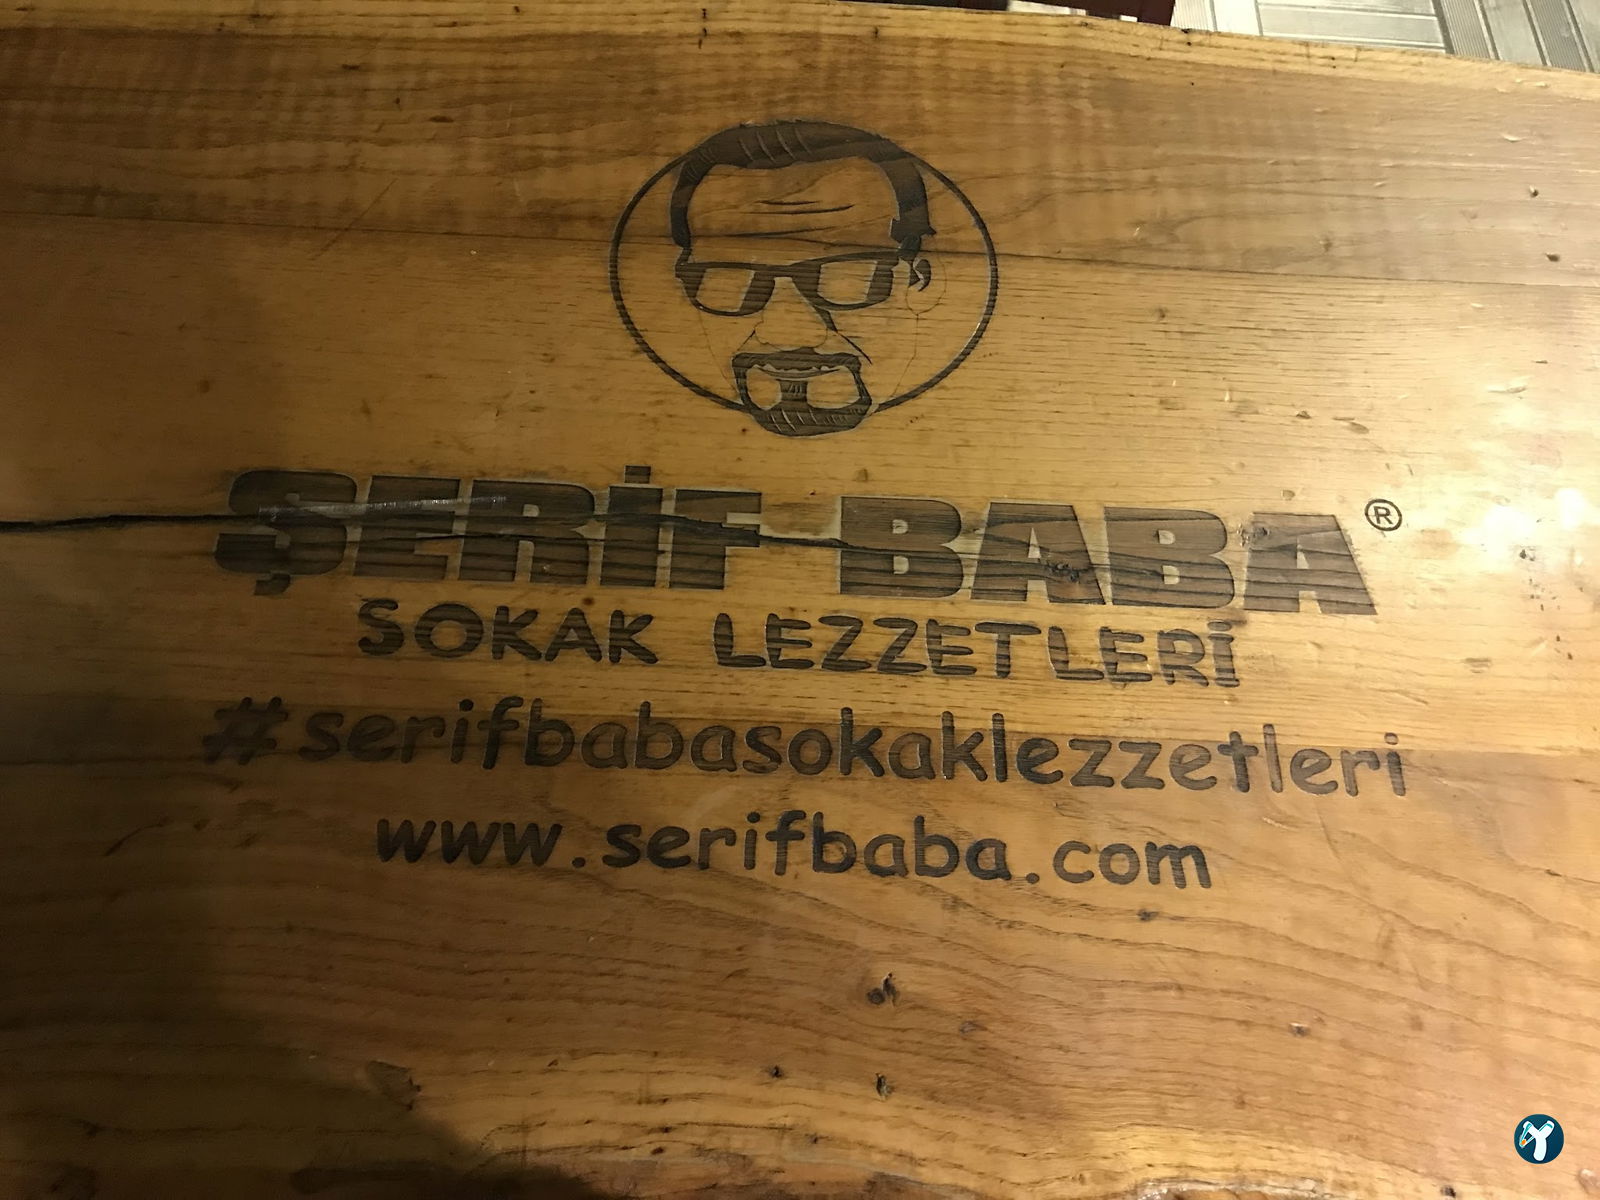 ŞERİF BABA®
SOKAK LEZZETLERİ
#serifbabasokaklezzetleri
www.serifbaba.com